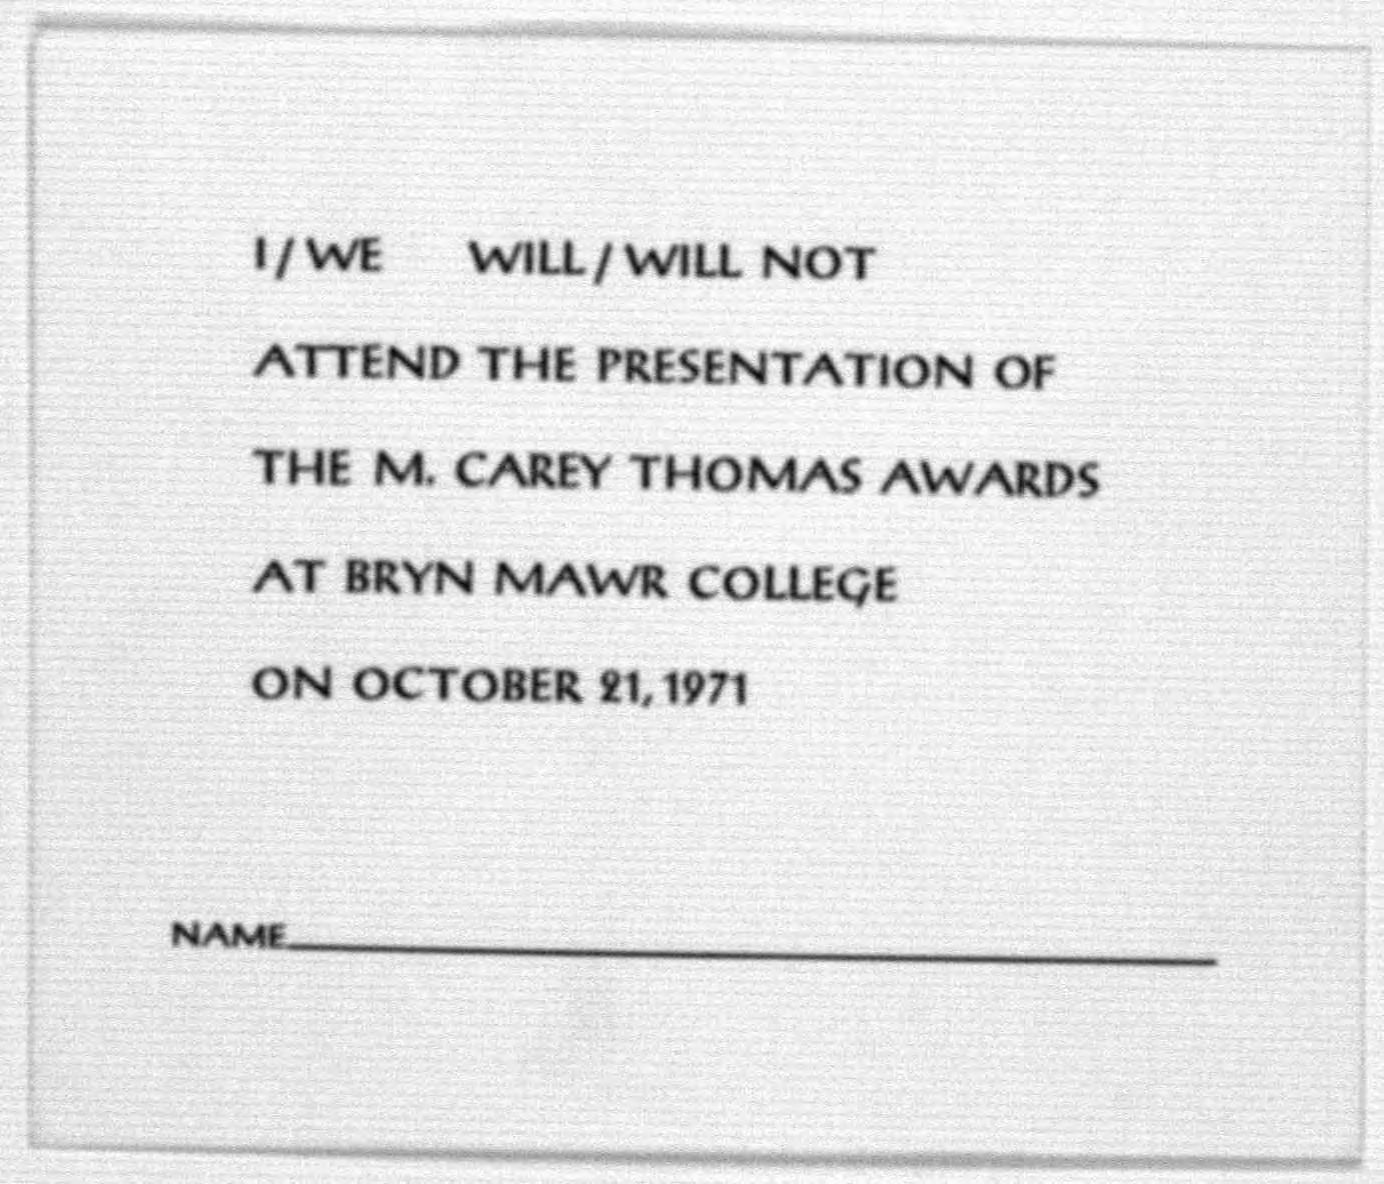 I/WE WILL/WILL NOT
ATTEND THE PRESENTATION OF
THE M. CAREY THOMAS AWARDS
AT BRYN MAWR COLLEGE
ON OCTOBER 21, 1971
NAME